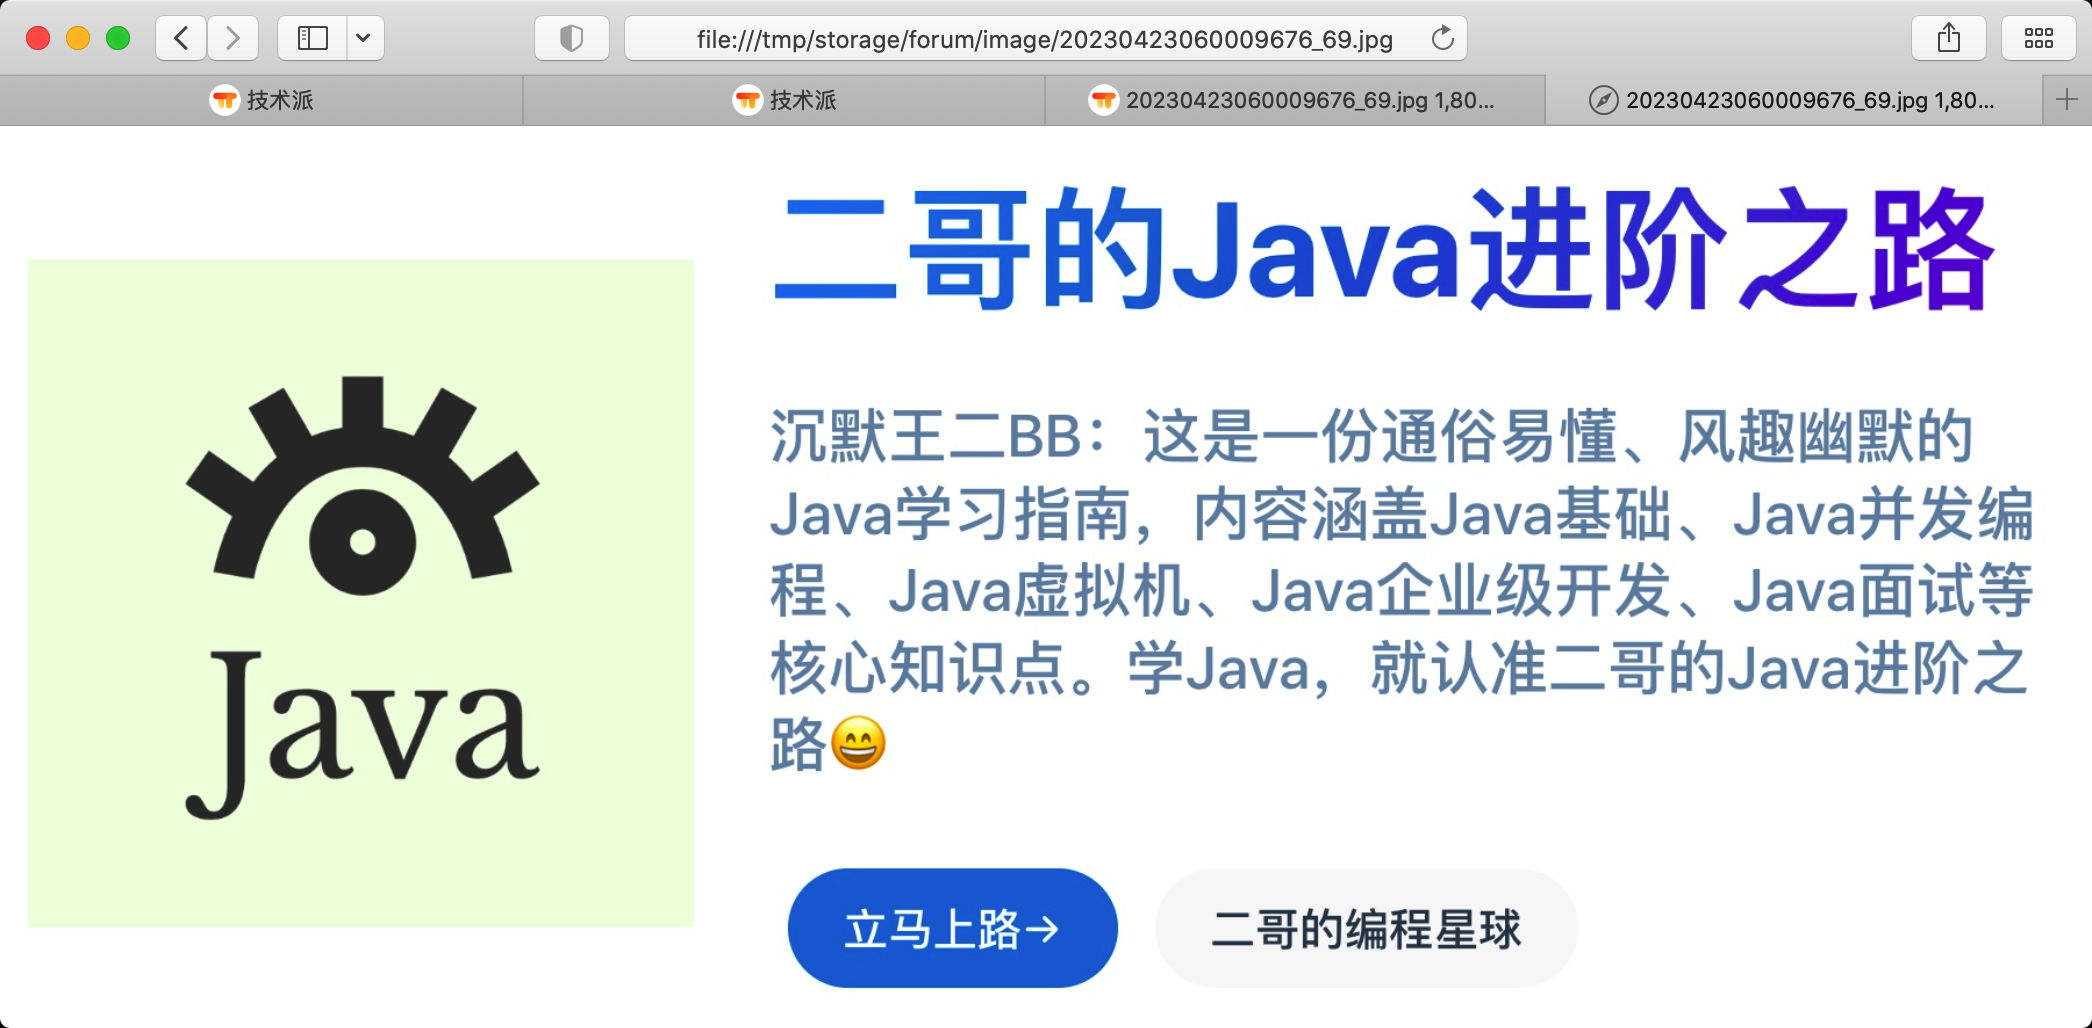 file:///tmp/storage/forum/image/20230423060009676_69.jpg
技术派
技术派
20230423060009676_69.jpg 1,80...
20230423060009676_69.jpg 1,80...
二哥的Java进阶之路
Java
沉默王二BB：这是一份通俗易懂、风趣幽默的
Java学习指南，内容涵盖Java基础、Java并发编
程、Java虚拟机、Java企业级开发、Java面试等
核心知识点。学Java，就认准二哥的Java进阶之
路😄
立马上路→
二哥的编程星球